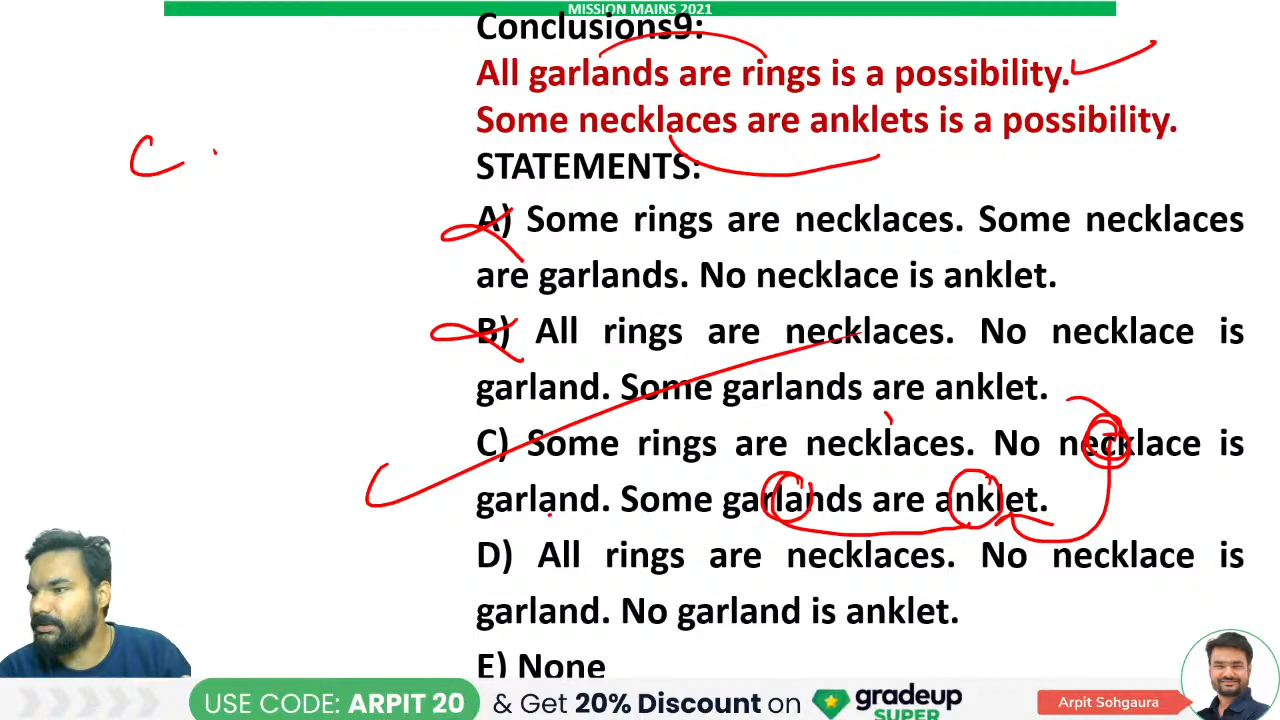 MISSION MAINS 2021
Conclusions9:
All garlands are rings is a possibility.
Some necklaces are anklets is a possibility.
STATEMENTS:
A) Some rings are necklaces. Some necklaces
are garlands. No necklace is anklet.
B) All rings are necklaces. No necklace is
garland. Some garlands are anklet.
C) Some rings are necklaces. No necklace is
garland. Some garlands are anklet.
D) All rings are necklaces. No necklace is
garland. No garland is anklet.
E) None
C
USE CODE: ARPIT 20 & Get 20% Discount on gradeup
SUPER
Arpit Sohgaura